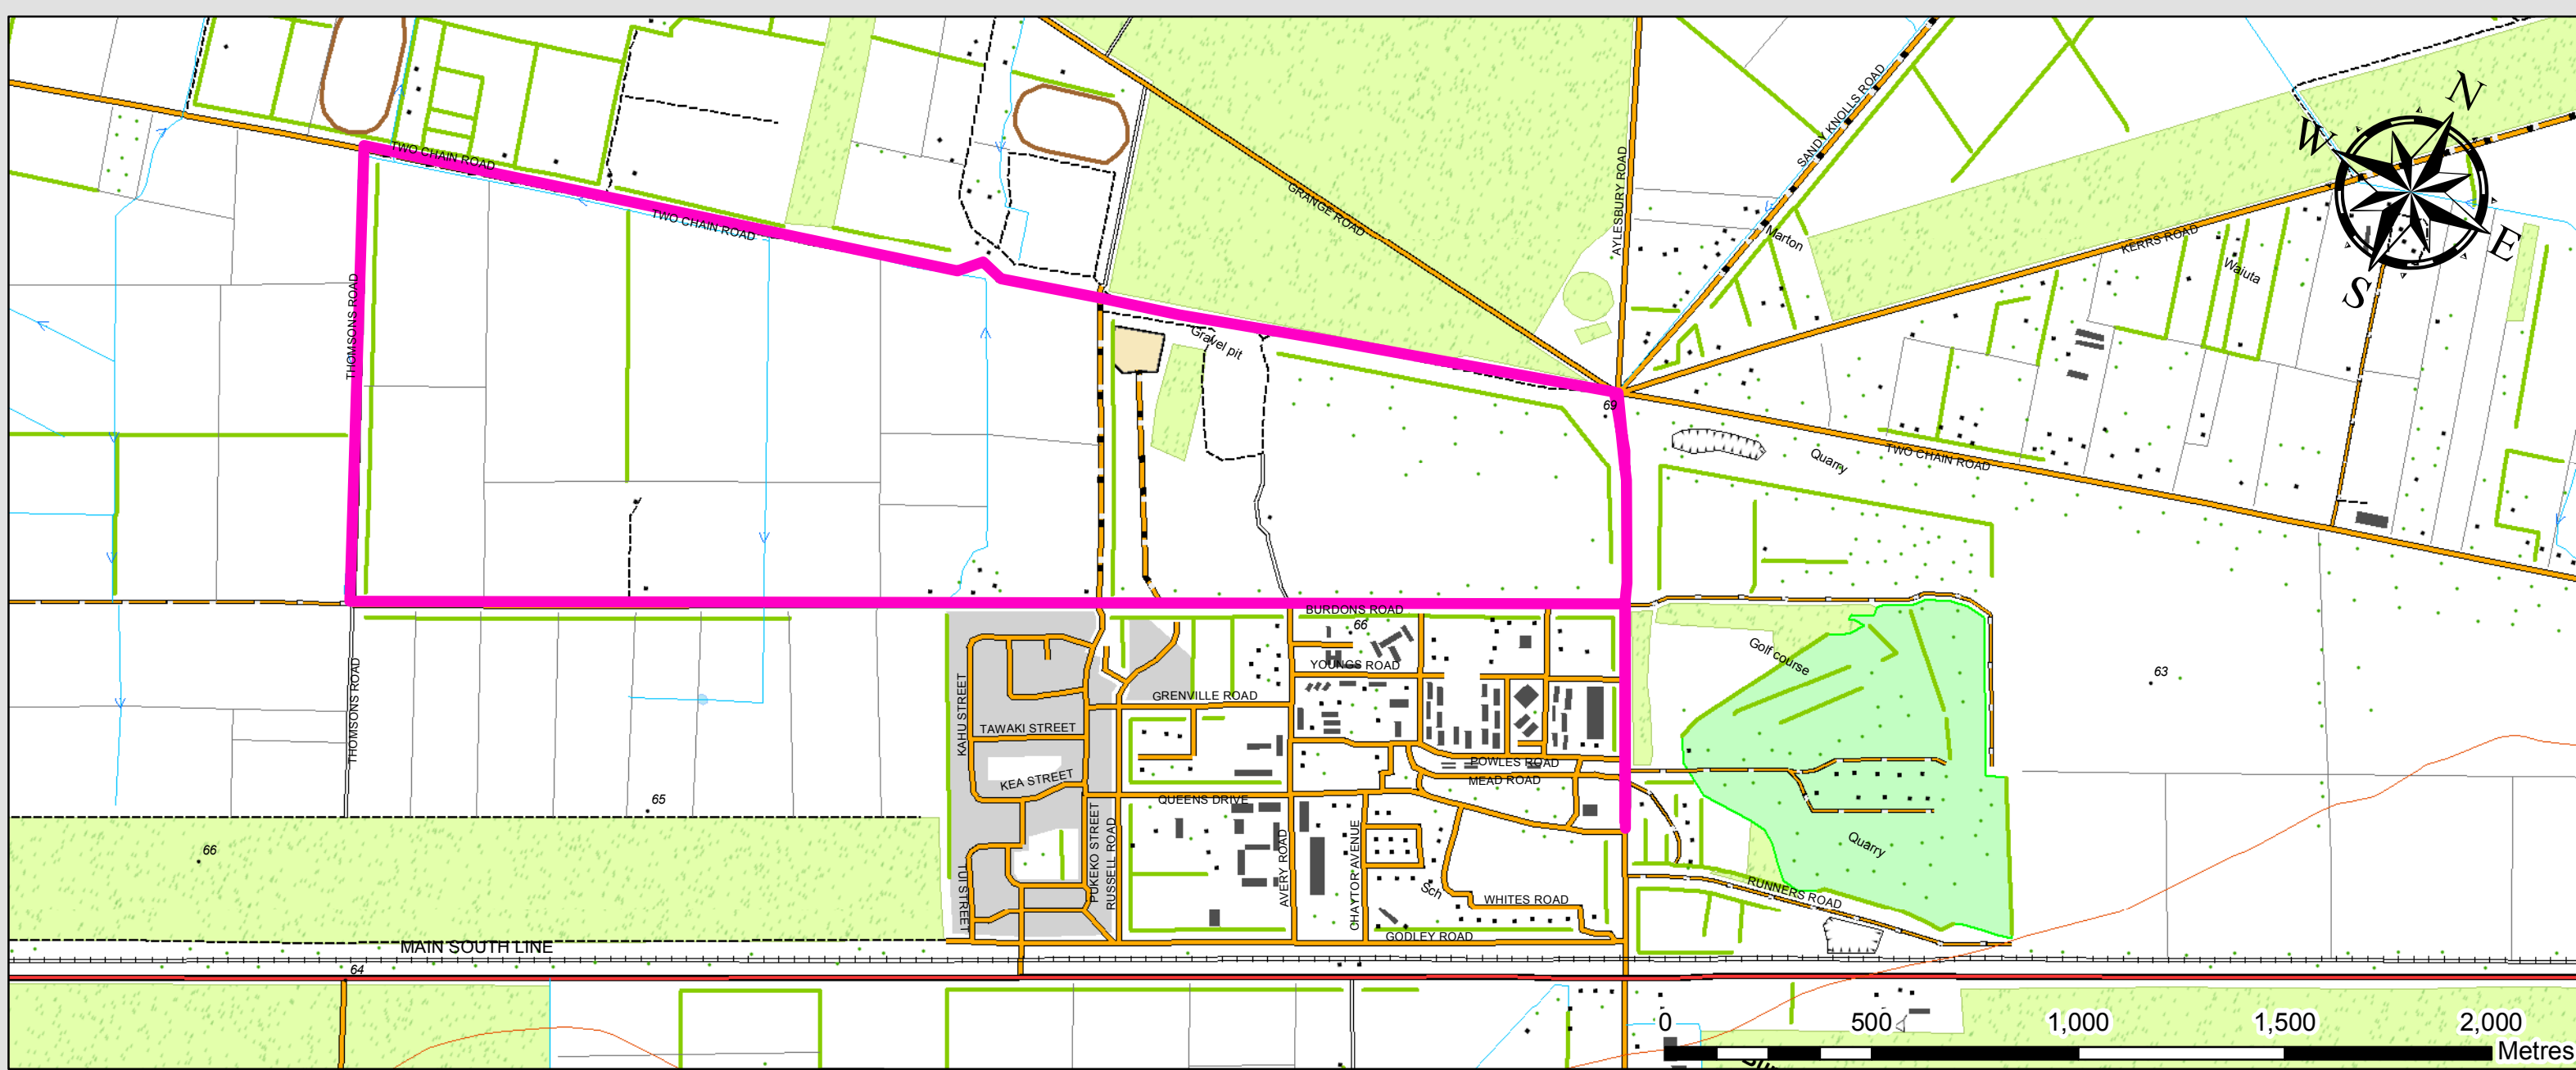 N
W
E
S
TWO CHAIN ROAD
TWO CHAIN ROAD
GRANGE ROAD
AYLESBURY ROAD
SANDY KNOLLS ROAD
Marton
KERRS ROAD
Waiuta
THOMSONS ROAD
Gravel pit
69
Quarry
TWO CHAIN ROAD
BURDONS ROAD
66
YOUNGS ROAD
Golf course
63
THOMSONS ROAD
KAHU STREET
GRENVILLE ROAD
TAWAKI STREET
KEA STREET
POWLES ROAD
MEAD ROAD
QUEENS DRIVE
65
66
PUKEKO STREET
RUSSELL ROAD
AVERY ROAD
CHAYTOR AVENUE
Quarry
TUI STREET
Sch
WHITES ROAD
RUNNERS ROAD
GODLEY ROAD
MAIN SOUTH LINE
64
0 500 1,000 1,500 2,000
Metres